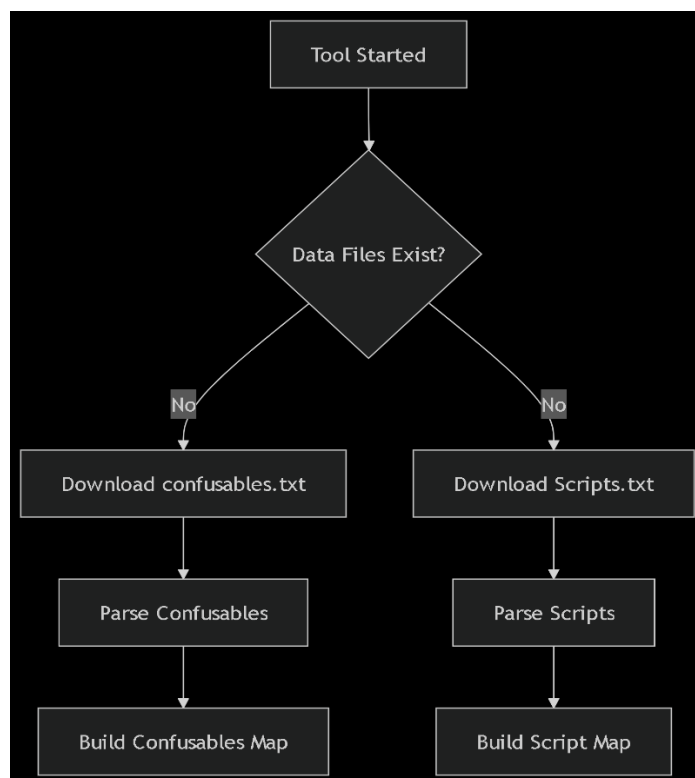 Tool Started
Data Files Exist?
No
No
Download confusables.txt
Download Scripts.txt
Parse Confusables
Parse Scripts
Build Confusables Map
Build Script Map